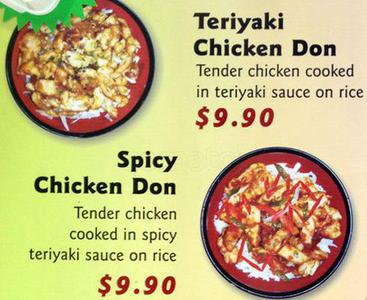 Teriyaki
Chicken Don
Tender chicken cooked
in teriyaki sauce on rice
$9.90
Spicy
Chicken Don
Tender chicken
cooked in spicy
teriyaki sauce on rice
$9.90